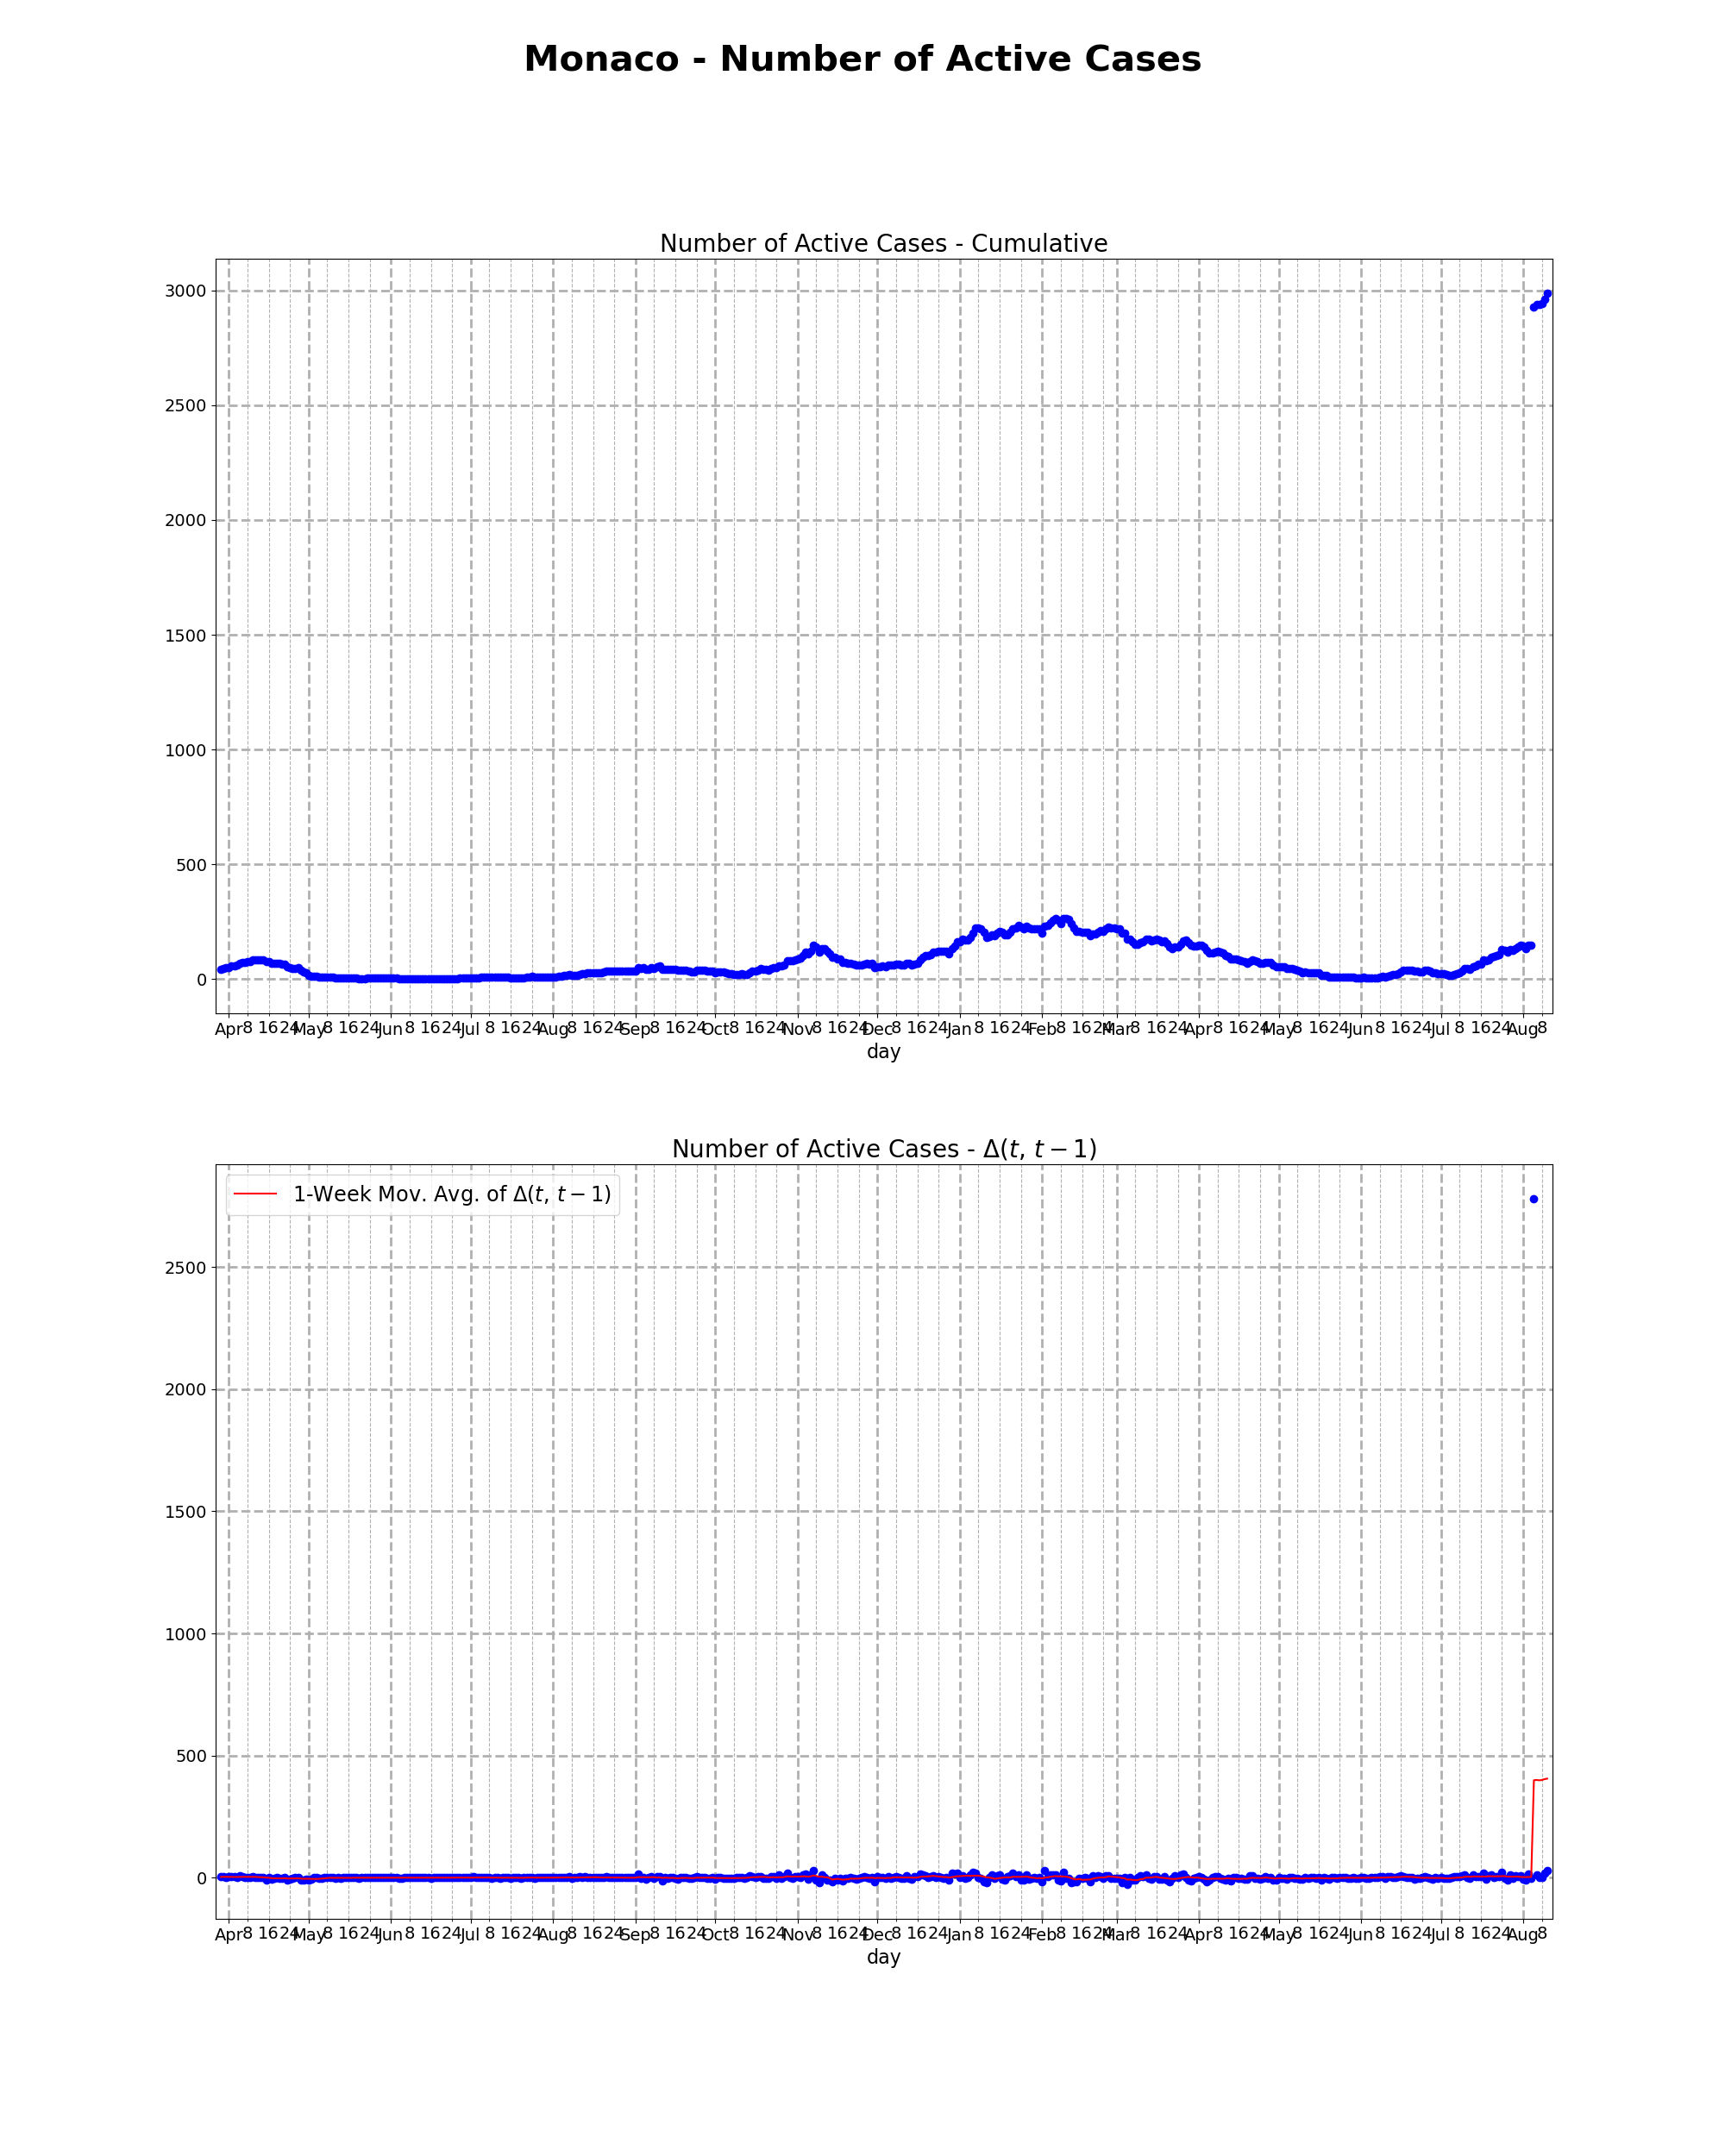 Monaco - Number of Active Cases
Number of Active Cases - Cumulative
3000
2500
2000
1500
1000
500
0
Apr 8 16 24 May 8 16 24 Jun 8 16 24 Jul 8 16 24 Aug 8 16 24 Sep 8 16 24 Oct 8 16 24 Nov 8 16 24 Dec 8 16 24 Jan 8 16 24 Feb 8 16 24 Mar 8 16 24 Apr 8 16 24 May 8 16 24 Jun 8 16 24 Jul 8 16 24 Aug 8
day
Number of Active Cases - Δ(t, t − 1)
1-Week Mov. Avg. of Δ(t, t − 1)
2500
2000
1500
1000
500
0
Apr 8 16 24 May 8 16 24 Jun 8 16 24 Jul 8 16 24 Aug 8 16 24 Sep 8 16 24 Oct 8 16 24 Nov 8 16 24 Dec 8 16 24 Jan 8 16 24 Feb 8 16 24 Mar 8 16 24 Apr 8 16 24 May 8 16 24 Jun 8 16 24 Jul 8 16 24 Aug 8
day